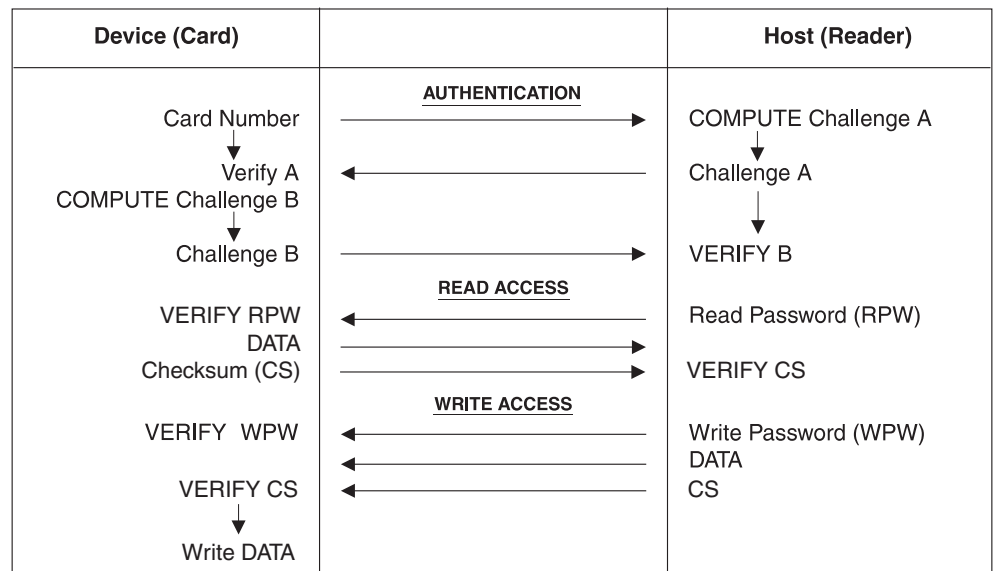 Device (Card) Host (Reader)
AUTHENTICATION
Card Number COMPUTE Challenge A
Verify A Challenge A
COMPUTE Challenge B
Challenge B VERIFY B
READ ACCESS
VERIFY RPW Read Password (RPW)
DATA
Checksum (CS) VERIFY CS
WRITE ACCESS
VERIFY WPW Write Password (WPW)
DATA
VERIFY CS CS
Write DATA